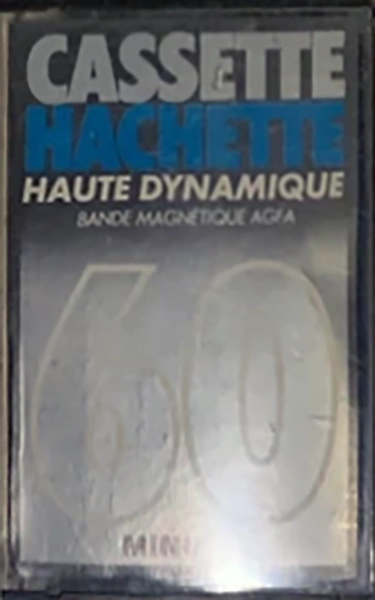 CASSETTE
HACHETTE
HAUTE DYNAMIQUE
BANDE MAGNÉTIQUE AGFA
60